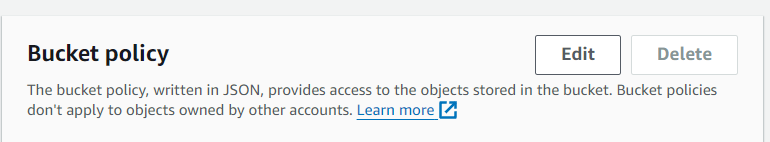 Bucket policy
Edit
Delete
The bucket policy, written in JSON, provides access to the objects stored in the bucket. Bucket policies
don't apply to objects owned by other accounts. Learn more